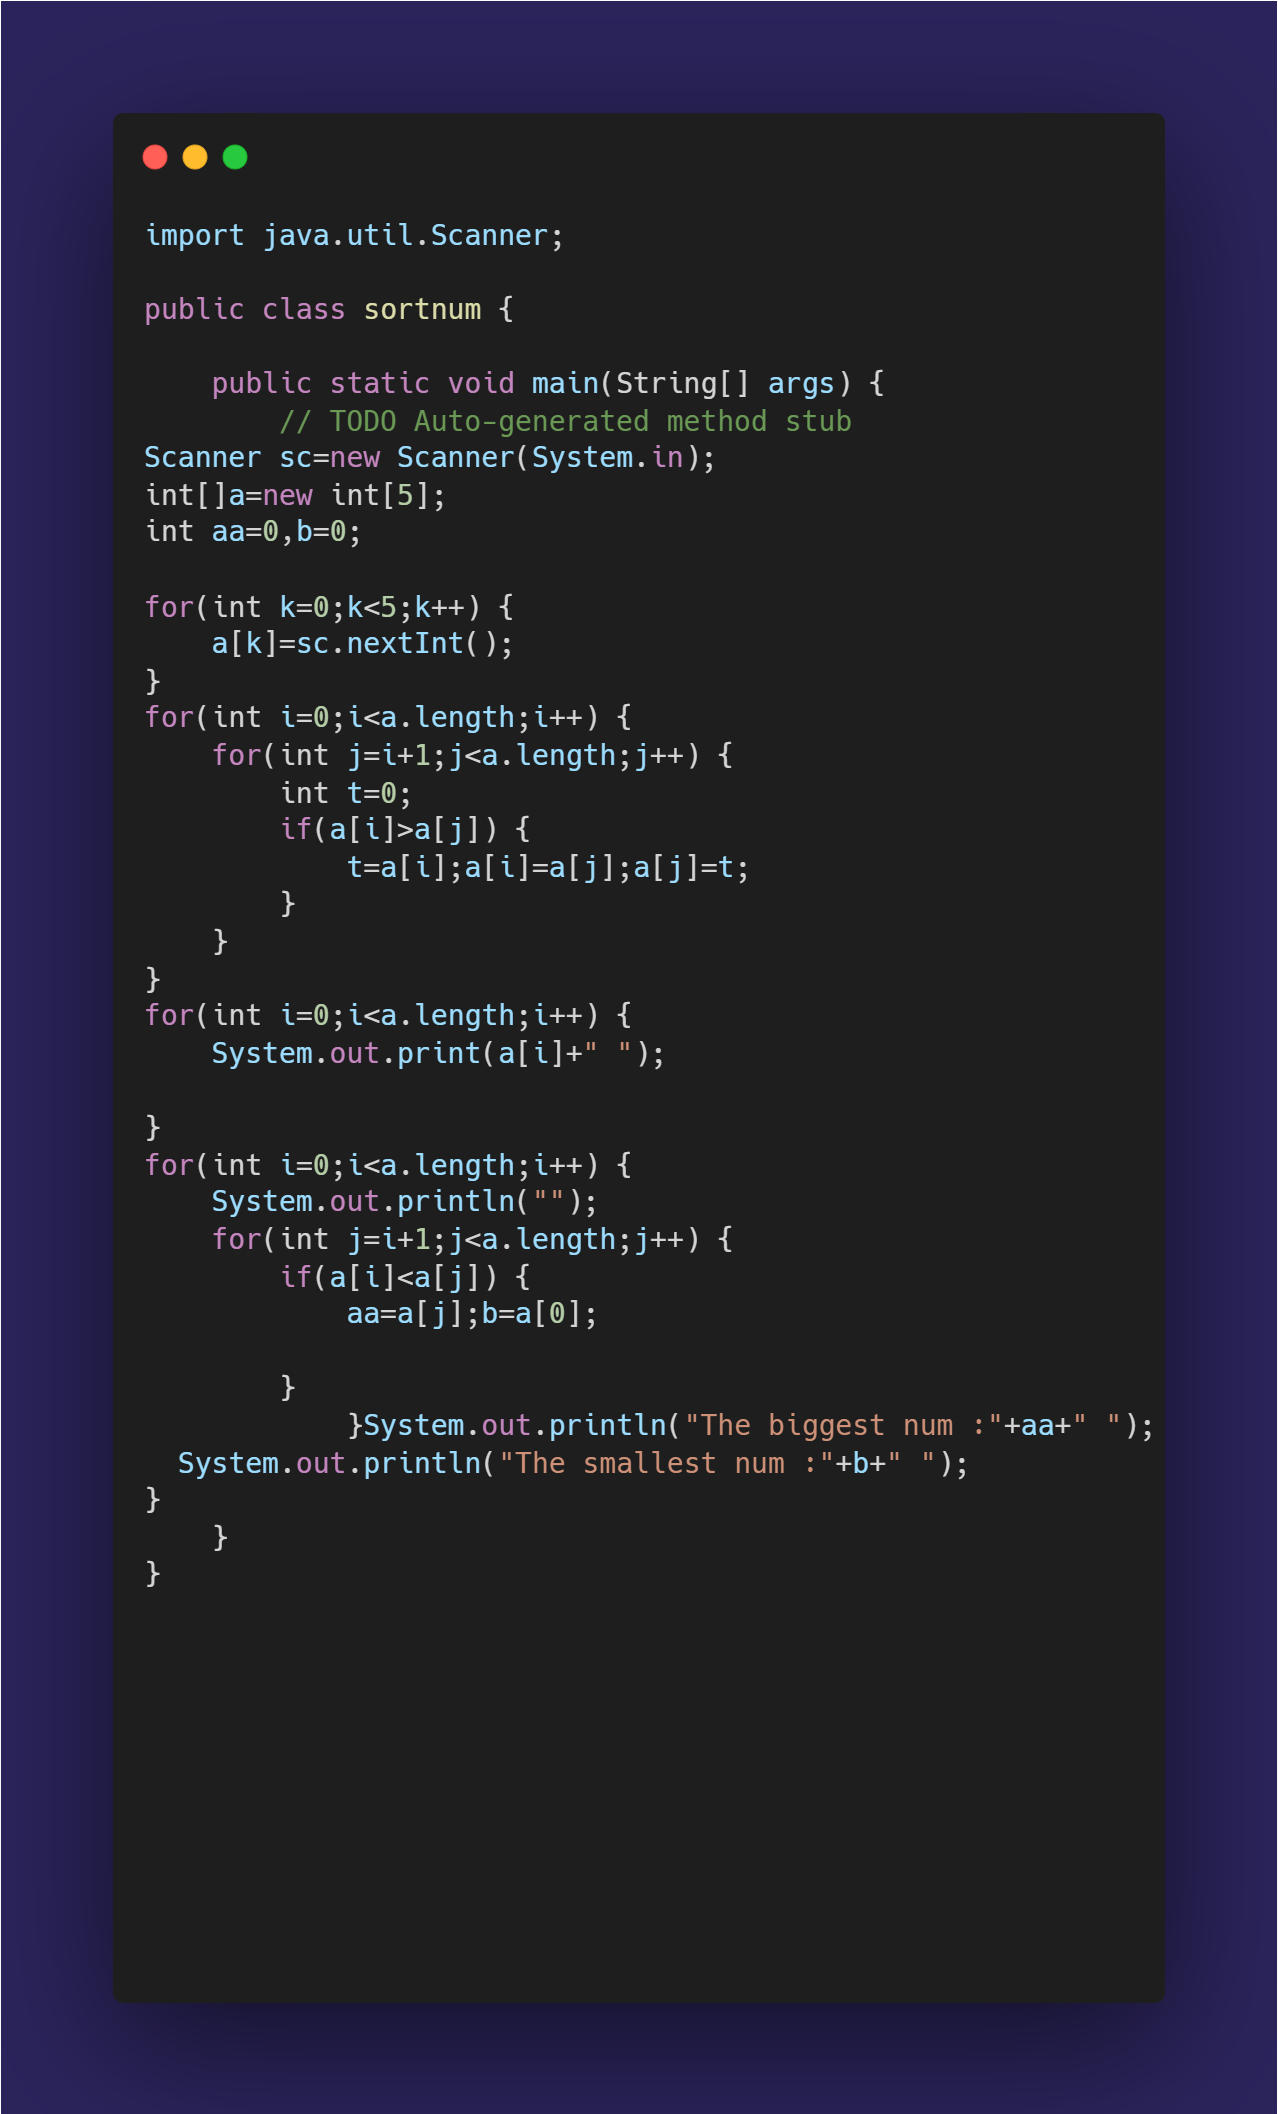 import java.util.Scanner;
public class sortnum {
    public static void main(String[] args) {
        // TODO Auto-generated method stub
Scanner sc=new Scanner(System.in);
int[]a=new int[5];
int aa=0,b=0;
for(int k=0;k<5;k++) {
    a[k]=sc.nextInt();
}
for(int i=0;i<a.length;i++) {
    for(int j=i+1;j<a.length;j++) {
        int t=0;
        if(a[i]>a[j]) {
            t=a[i];a[i]=a[j];a[j]=t;
        }
    }
}
for(int i=0;i<a.length;i++) {
    System.out.print(a[i]+" ");
}
for(int i=0;i<a.length;i++) {
    System.out.println("");
    for(int j=i+1;j<a.length;j++) {
        if(a[i]<a[j]) {
            aa=a[j];b=a[0];
        }
            }System.out.println("The biggest num :"+aa+" ");
  System.out.println("The smallest num :"+b+" ");
}
    }
}